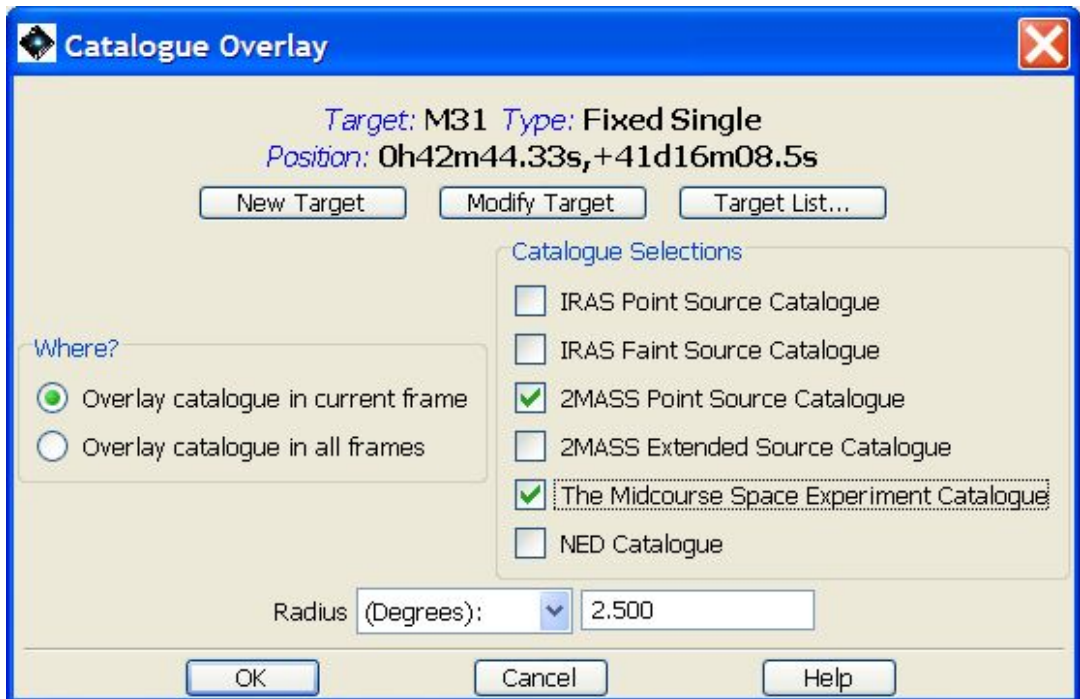 Catalogue Overlay
Target: M31 Type: Fixed Single
Position: 0h42m44.33s,+41d16m08.5s
New Target Modify Target Target List...
Where?
Overlay catalogue in current frame
Overlay catalogue in all frames
Catalogue Selections
IRAS Point Source Catalogue
IRAS Faint Source Catalogue
2MASS Point Source Catalogue
2MASS Extended Source Catalogue
The Midcourse Space Experiment Catalogue
NED Catalogue
Radius (Degrees): 2.500
OK Cancel Help